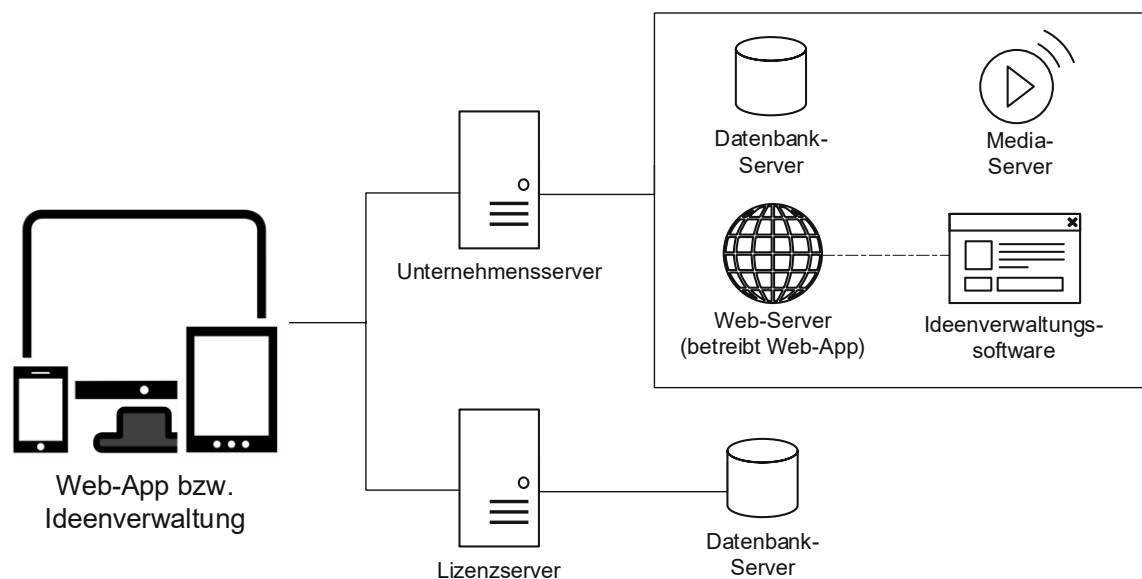 Datenbank-
Server
Media-
Server
Unternehmensserver
Web-Server
(betreibt Web-App)
Ideenverwaltungs-
software
Web-App bzw.
Ideenverwaltung
Lizenzserver
Datenbank-
Server